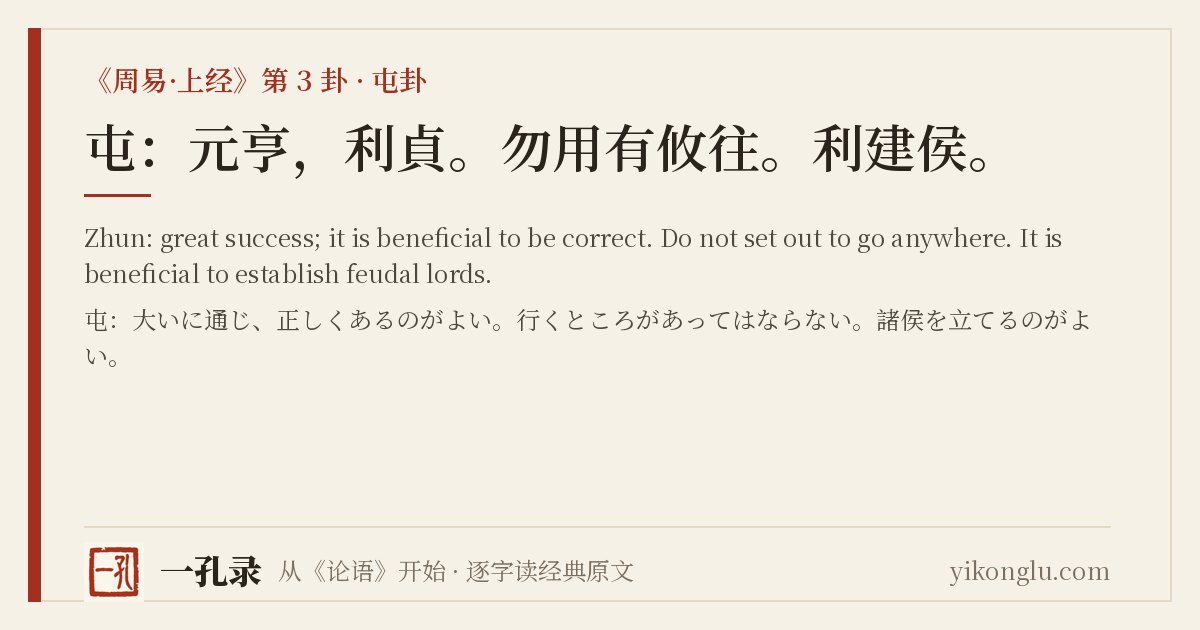 《周易·上经》第 3 卦 · 屯卦
屯：元亨，利貞。勿用有攸往。利建侯。
Zhun: great success; it is beneficial to be correct. Do not set out to go anywhere. It is
beneficial to establish feudal lords.
屯：大いに通じ、正しくあるのがよい。行くところがあってはならない。諸侯を立てるのがよ
い。
一孔
一孔录
从《论语》开始 · 逐字读经典原文
yikonglu.com